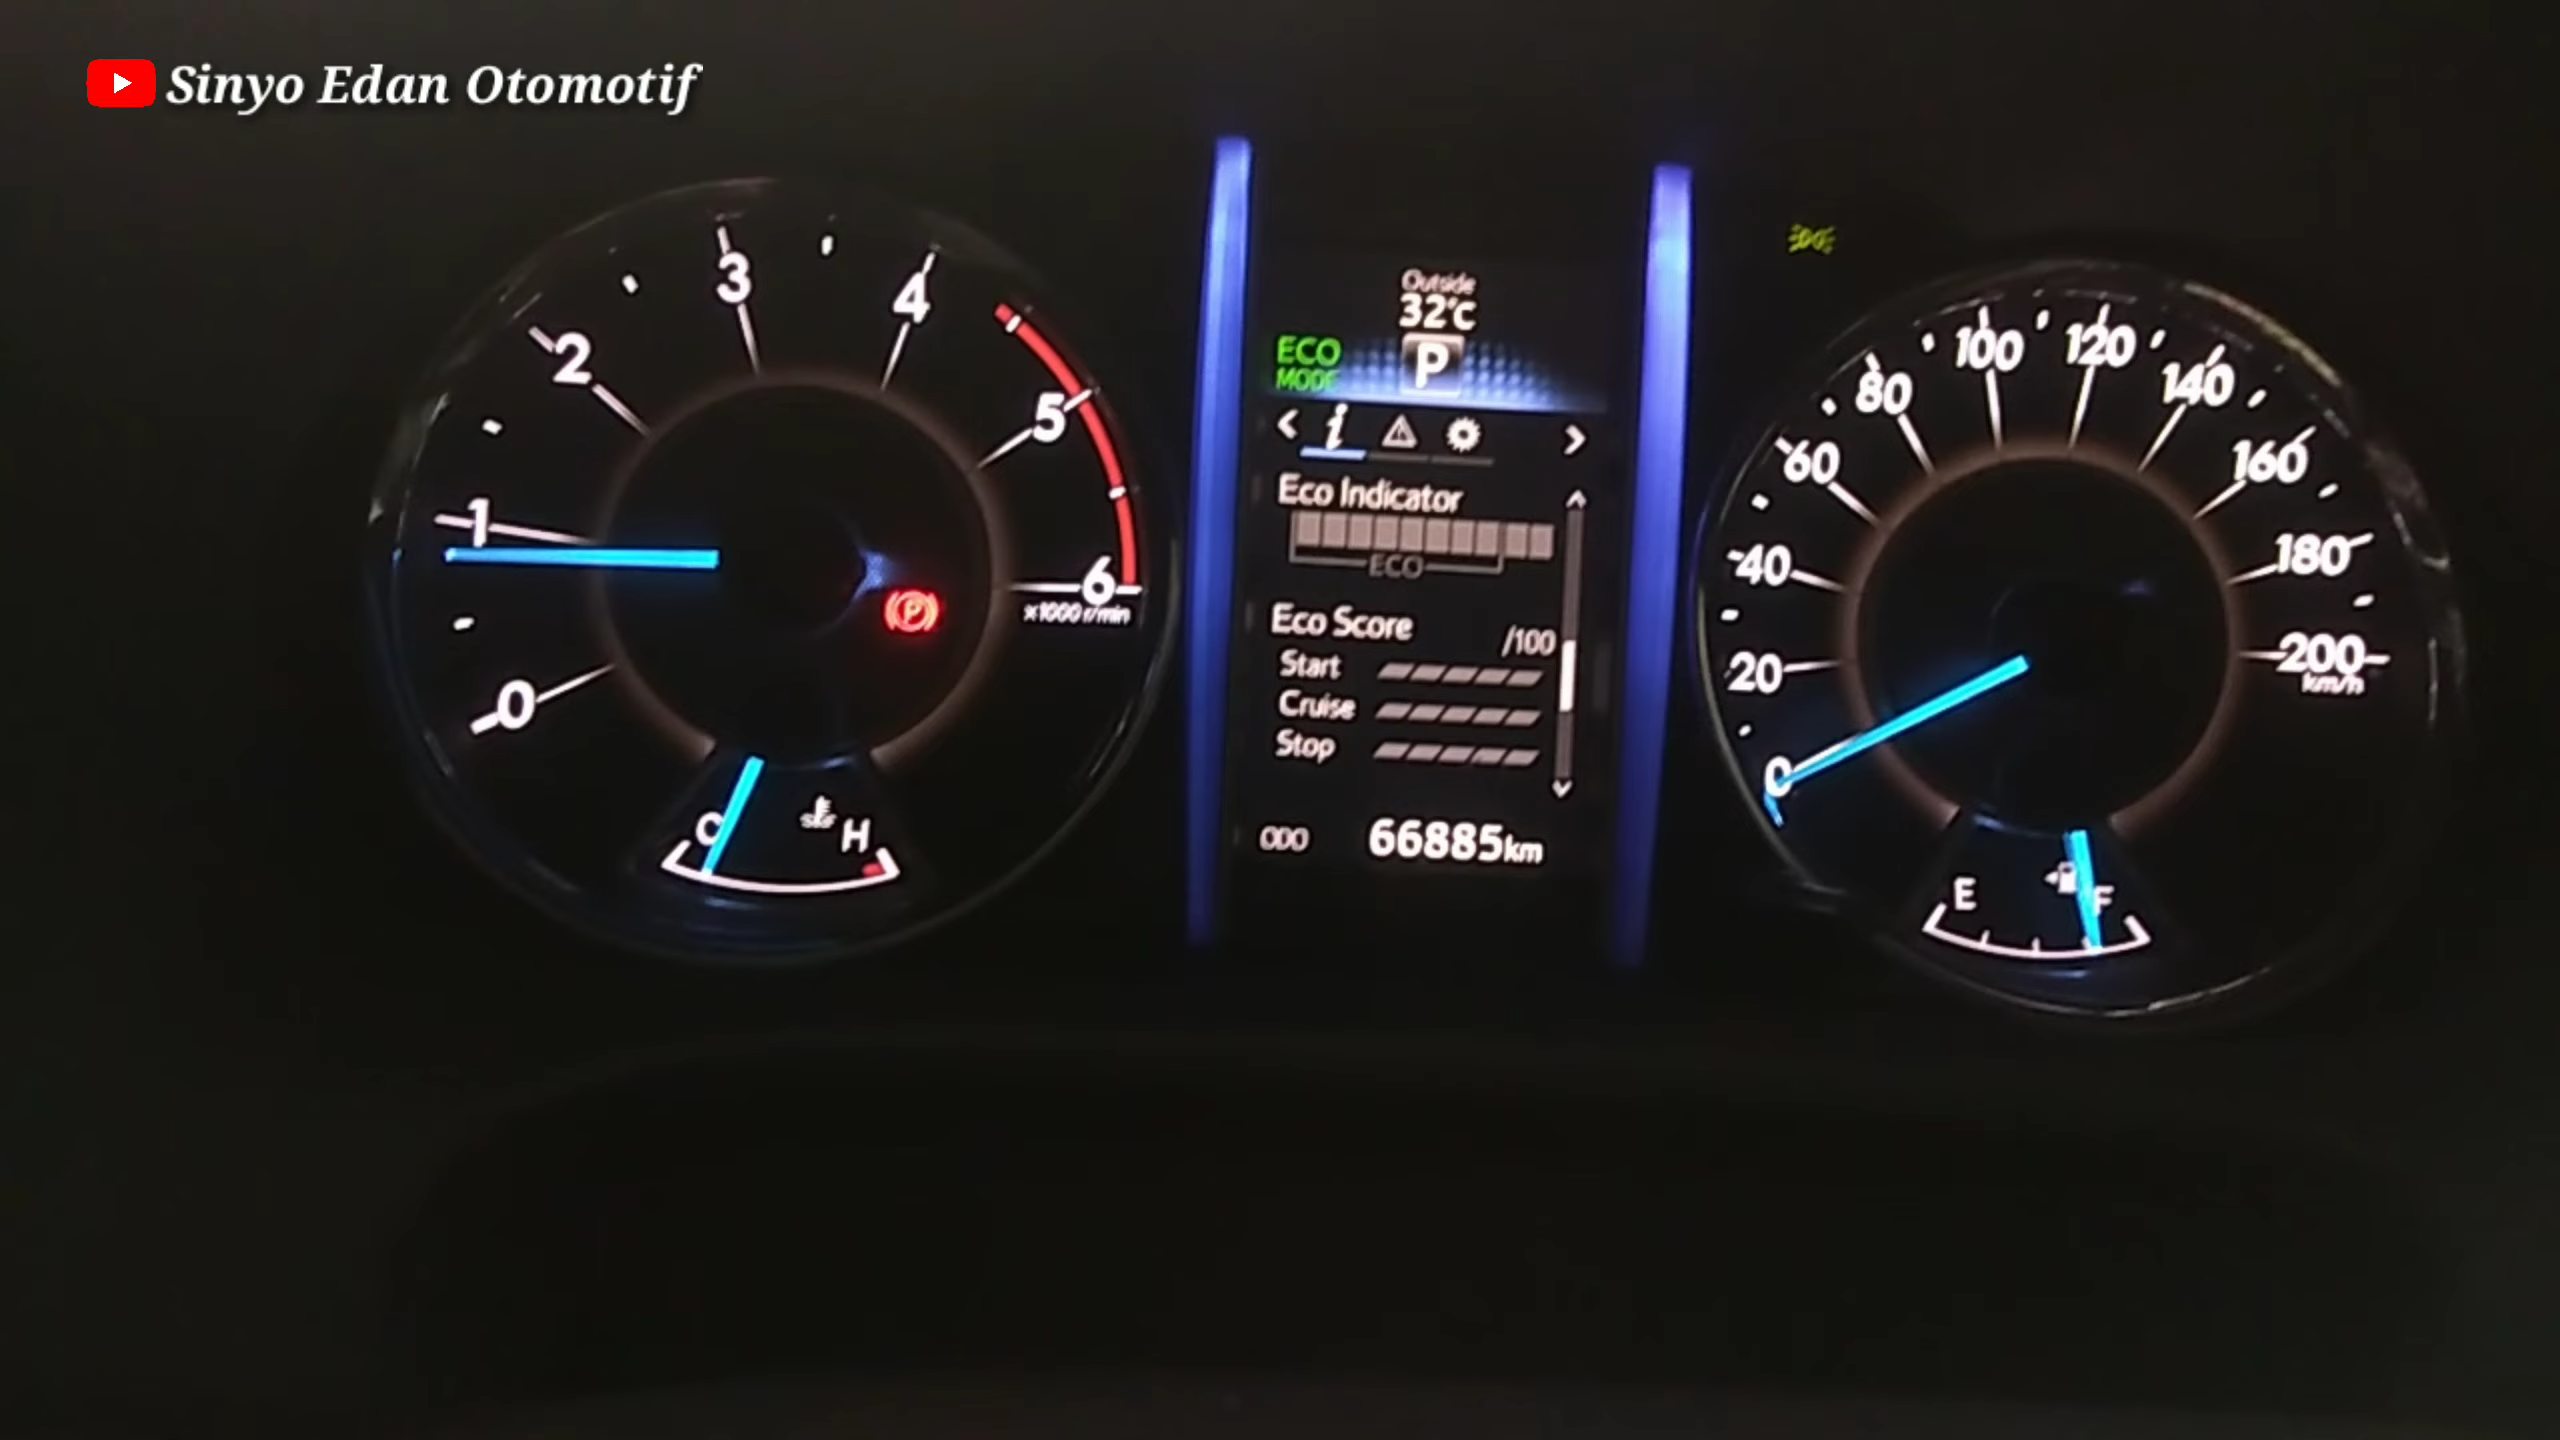 Sinyo Edan Otomotif
0
1
2
3
4
5
6
x1000 r/min
P
C
H
Outside
32°C
ECO
MODE
P
i
Eco Indicator
ECO
Eco Score /100
Start
Cruise
Stop
ODO 66885km
0
20
40
60
80
100
120
140
160
180
200
km/h
E
F